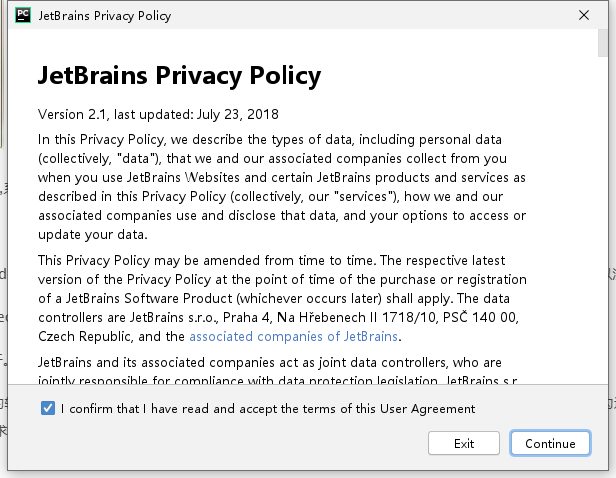 PC JetBrains Privacy Policy
JetBrains Privacy Policy
Version 2.1, last updated: July 23, 2018
In this Privacy Policy, we describe the types of data, including personal data
(collectively, "data"), that we and our associated companies collect from you
when you use JetBrains Websites and certain JetBrains products and services as
described in this Privacy Policy (collectively, our "services"), how we and our
associated companies use and disclose that data, and your options to access or
update your data.
This Privacy Policy may be amended from time to time. The respective latest
version of the Privacy Policy at the point of time of the purchase or registration
of a JetBrains Software Product (whichever occurs later) shall apply. The data
controllers are JetBrains s.r.o., Praha 4, Na Hřebenech II 1718/10, PSČ 140 00,
Czech Republic, and the associated companies of JetBrains.
JetBrains and its associated companies act as joint data controllers, who are
jointly responsible for compliance with data protection legislation. JetBrains s.r
I confirm that I have read and accept the terms of this User Agreement
Exit Continue